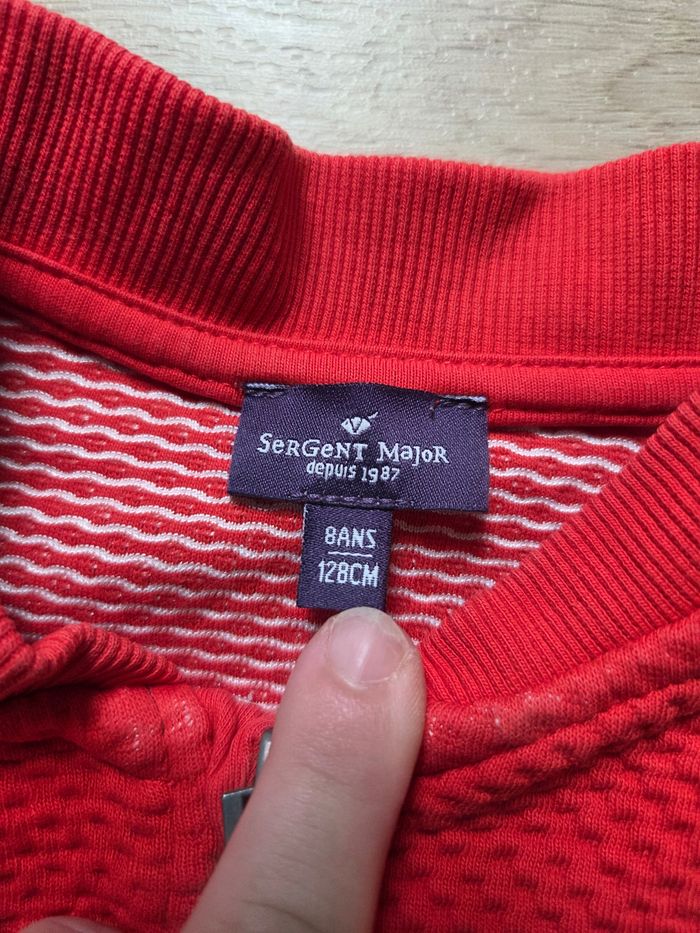 SeRGeNT MaJoR
depuis 1987
8ANS
128CM